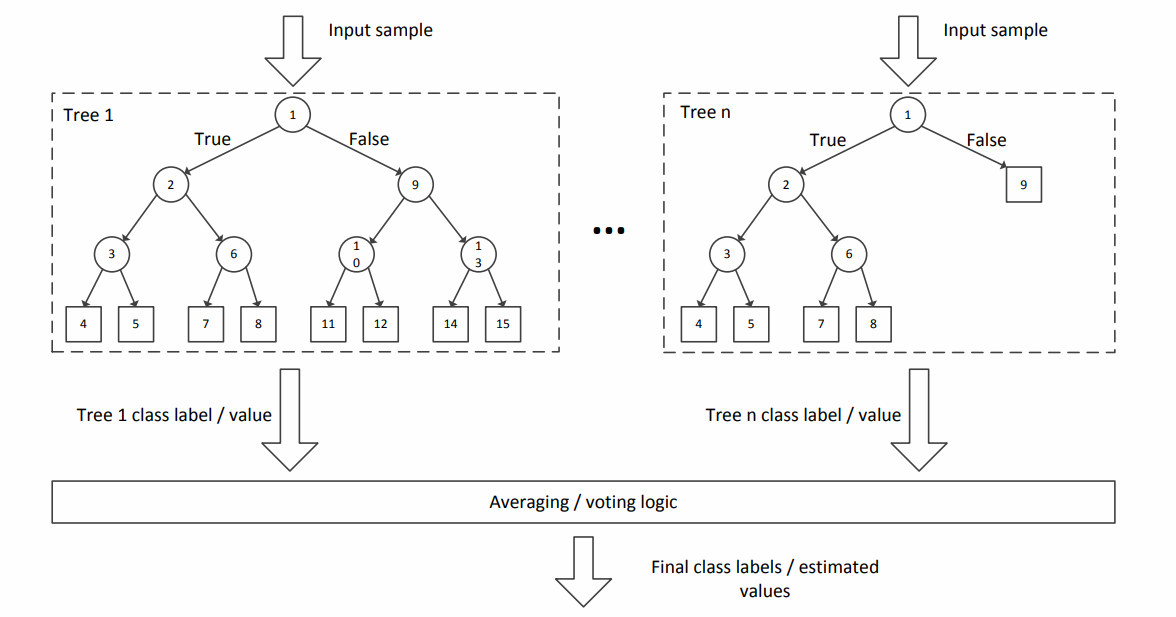 Input sample
Input sample
Tree 1
1
True
False
2
9
3
6
1
0
1
3
4
5
7
8
11
12
14
15
...
Tree n
1
True
False
2
9
3
6
4
5
7
8
Tree 1 class label / value
Tree n class label / value
Averaging / voting logic
Final class labels / estimated
values